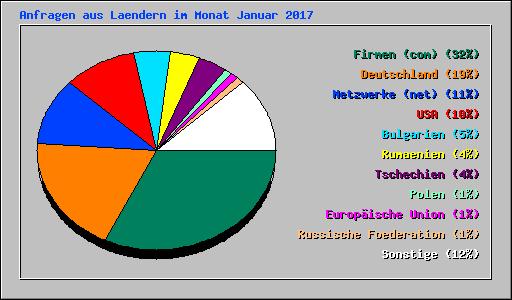 Anfragen aus Laendern im Monat Januar 2017
Firmen (com) (32%)
Deutschland (19%)
Netzwerke (net) (11%)
USA (10%)
Bulgarien (5%)
Rumaenien (4%)
Tschechien (4%)
Polen (1%)
Europäische Union (1%)
Russische Foederation (1%)
Sonstige (12%)